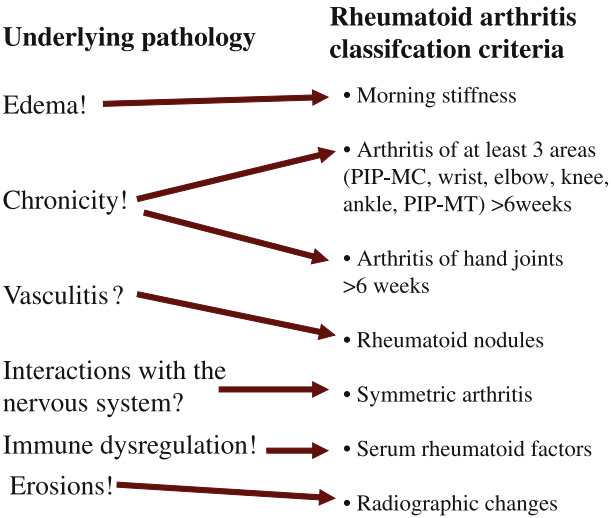 Underlying pathology
Rheumatoid arthritis
classifcation criteria
Edema!
• Morning stiffness
Chronicity!
• Arthritis of at least 3 areas
(PIP-MC, wrist, elbow, knee,
ankle, PIP-MT) >6weeks
• Arthritis of hand joints
>6 weeks
Vasculitis?
• Rheumatoid nodules
Interactions with the
nervous system?
• Symmetric arthritis
Immune dysregulation!
• Serum rheumatoid factors
Erosions!
• Radiographic changes